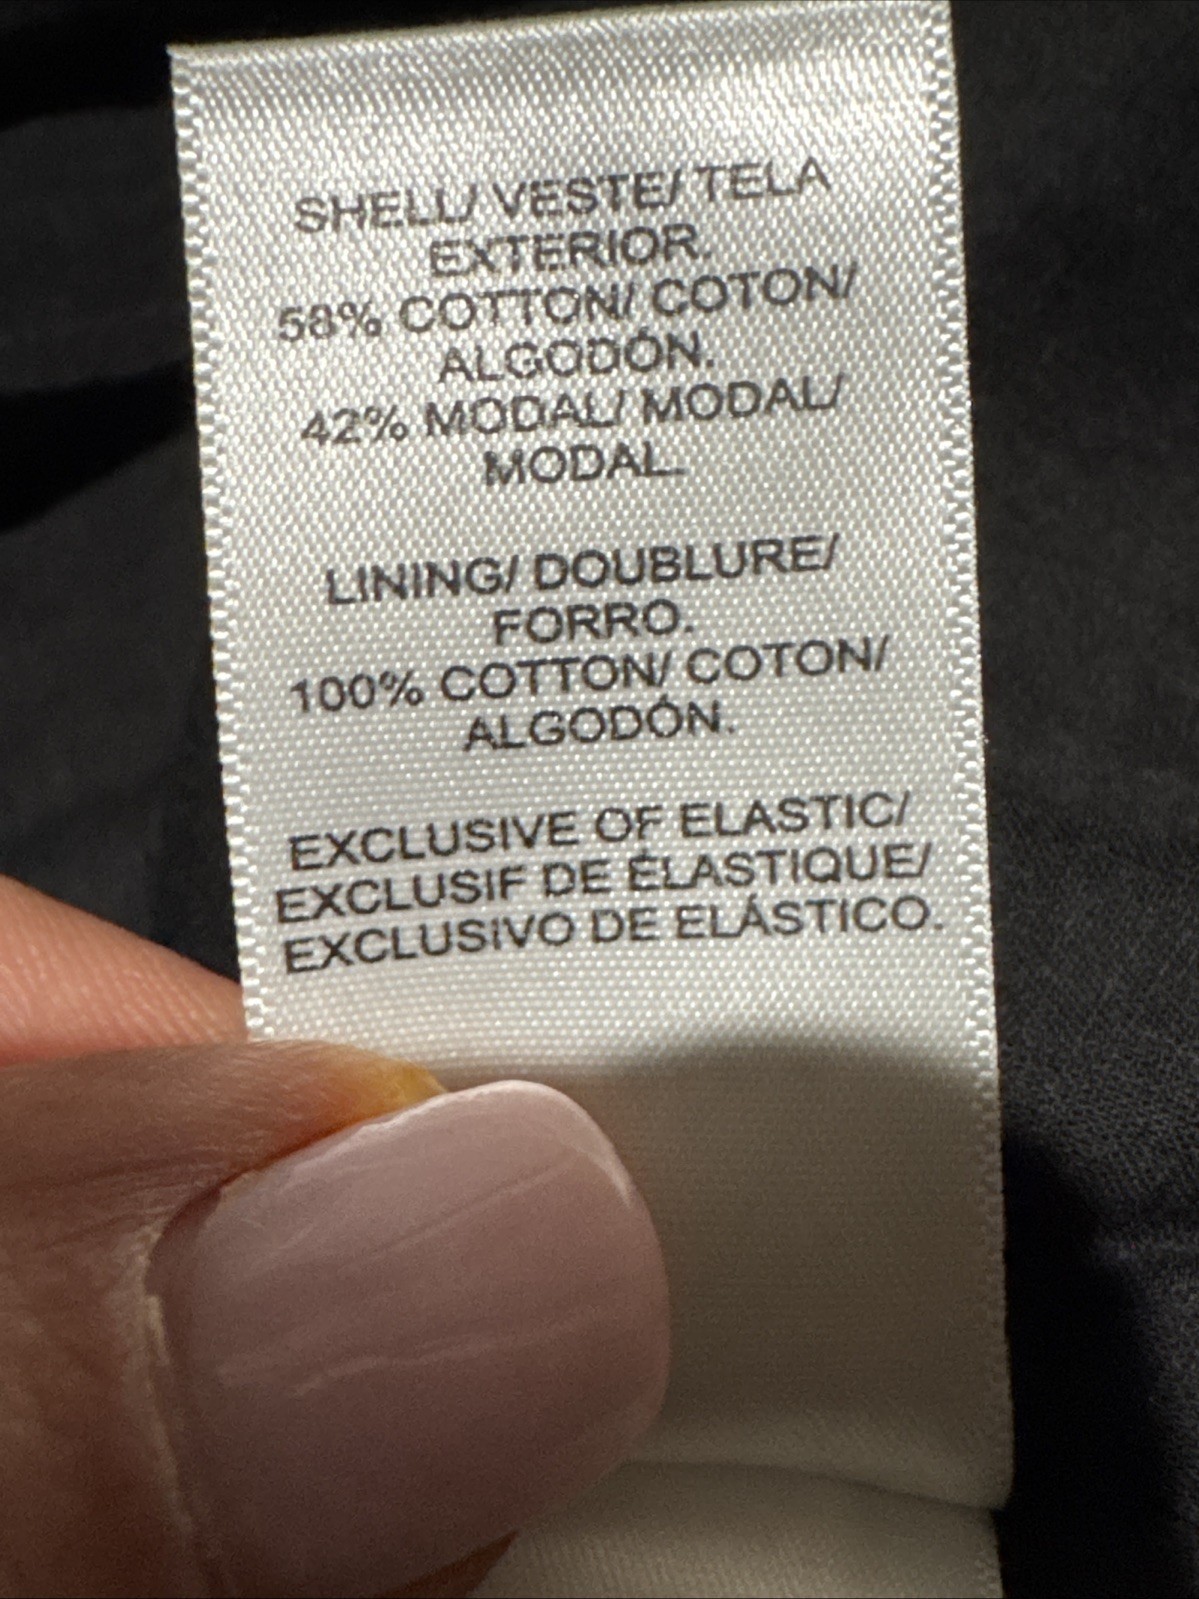 SHELL/ VESTE/ TELA
EXTERIOR.
58% COTTON/ COTON/
ALGODÓN.
42% MODAL/ MODAL/
MODAL.
LINING/ DOUBLURE/
FORRO.
100% COTTON/ COTON/
ALGODÓN.
EXCLUSIVE OF ELASTIC/
EXCLUSIF DE ÉLASTIQUE/
EXCLUSIVO DE ELÁSTICO.